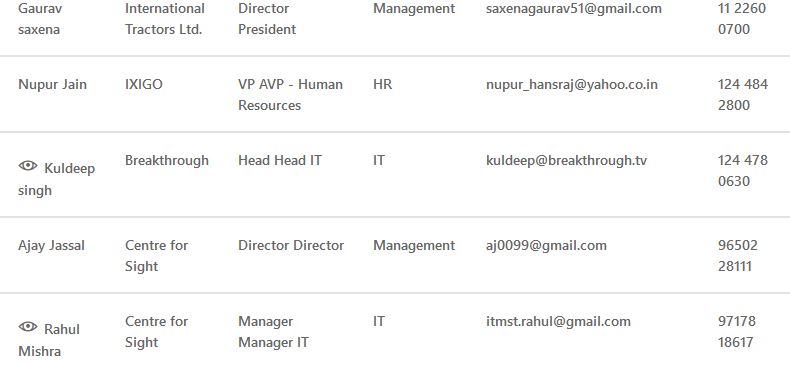 Gaurav saxena International Tractors Ltd. Director President Management saxenagaurav51@gmail.com 11 2260 0700
Nupur Jain IXIGO VP AVP - Human Resources HR nupur_hansraj@yahoo.co.in 124 484 2800
Kuldeep singh Breakthrough Head Head IT IT kuldeep@breakthrough.tv 124 478 0630
Ajay Jassal Centre for Sight Director Director Management aj0099@gmail.com 96502 28111
Rahul Mishra Centre for Sight Manager Manager IT IT itmst.rahul@gmail.com 97178 18617